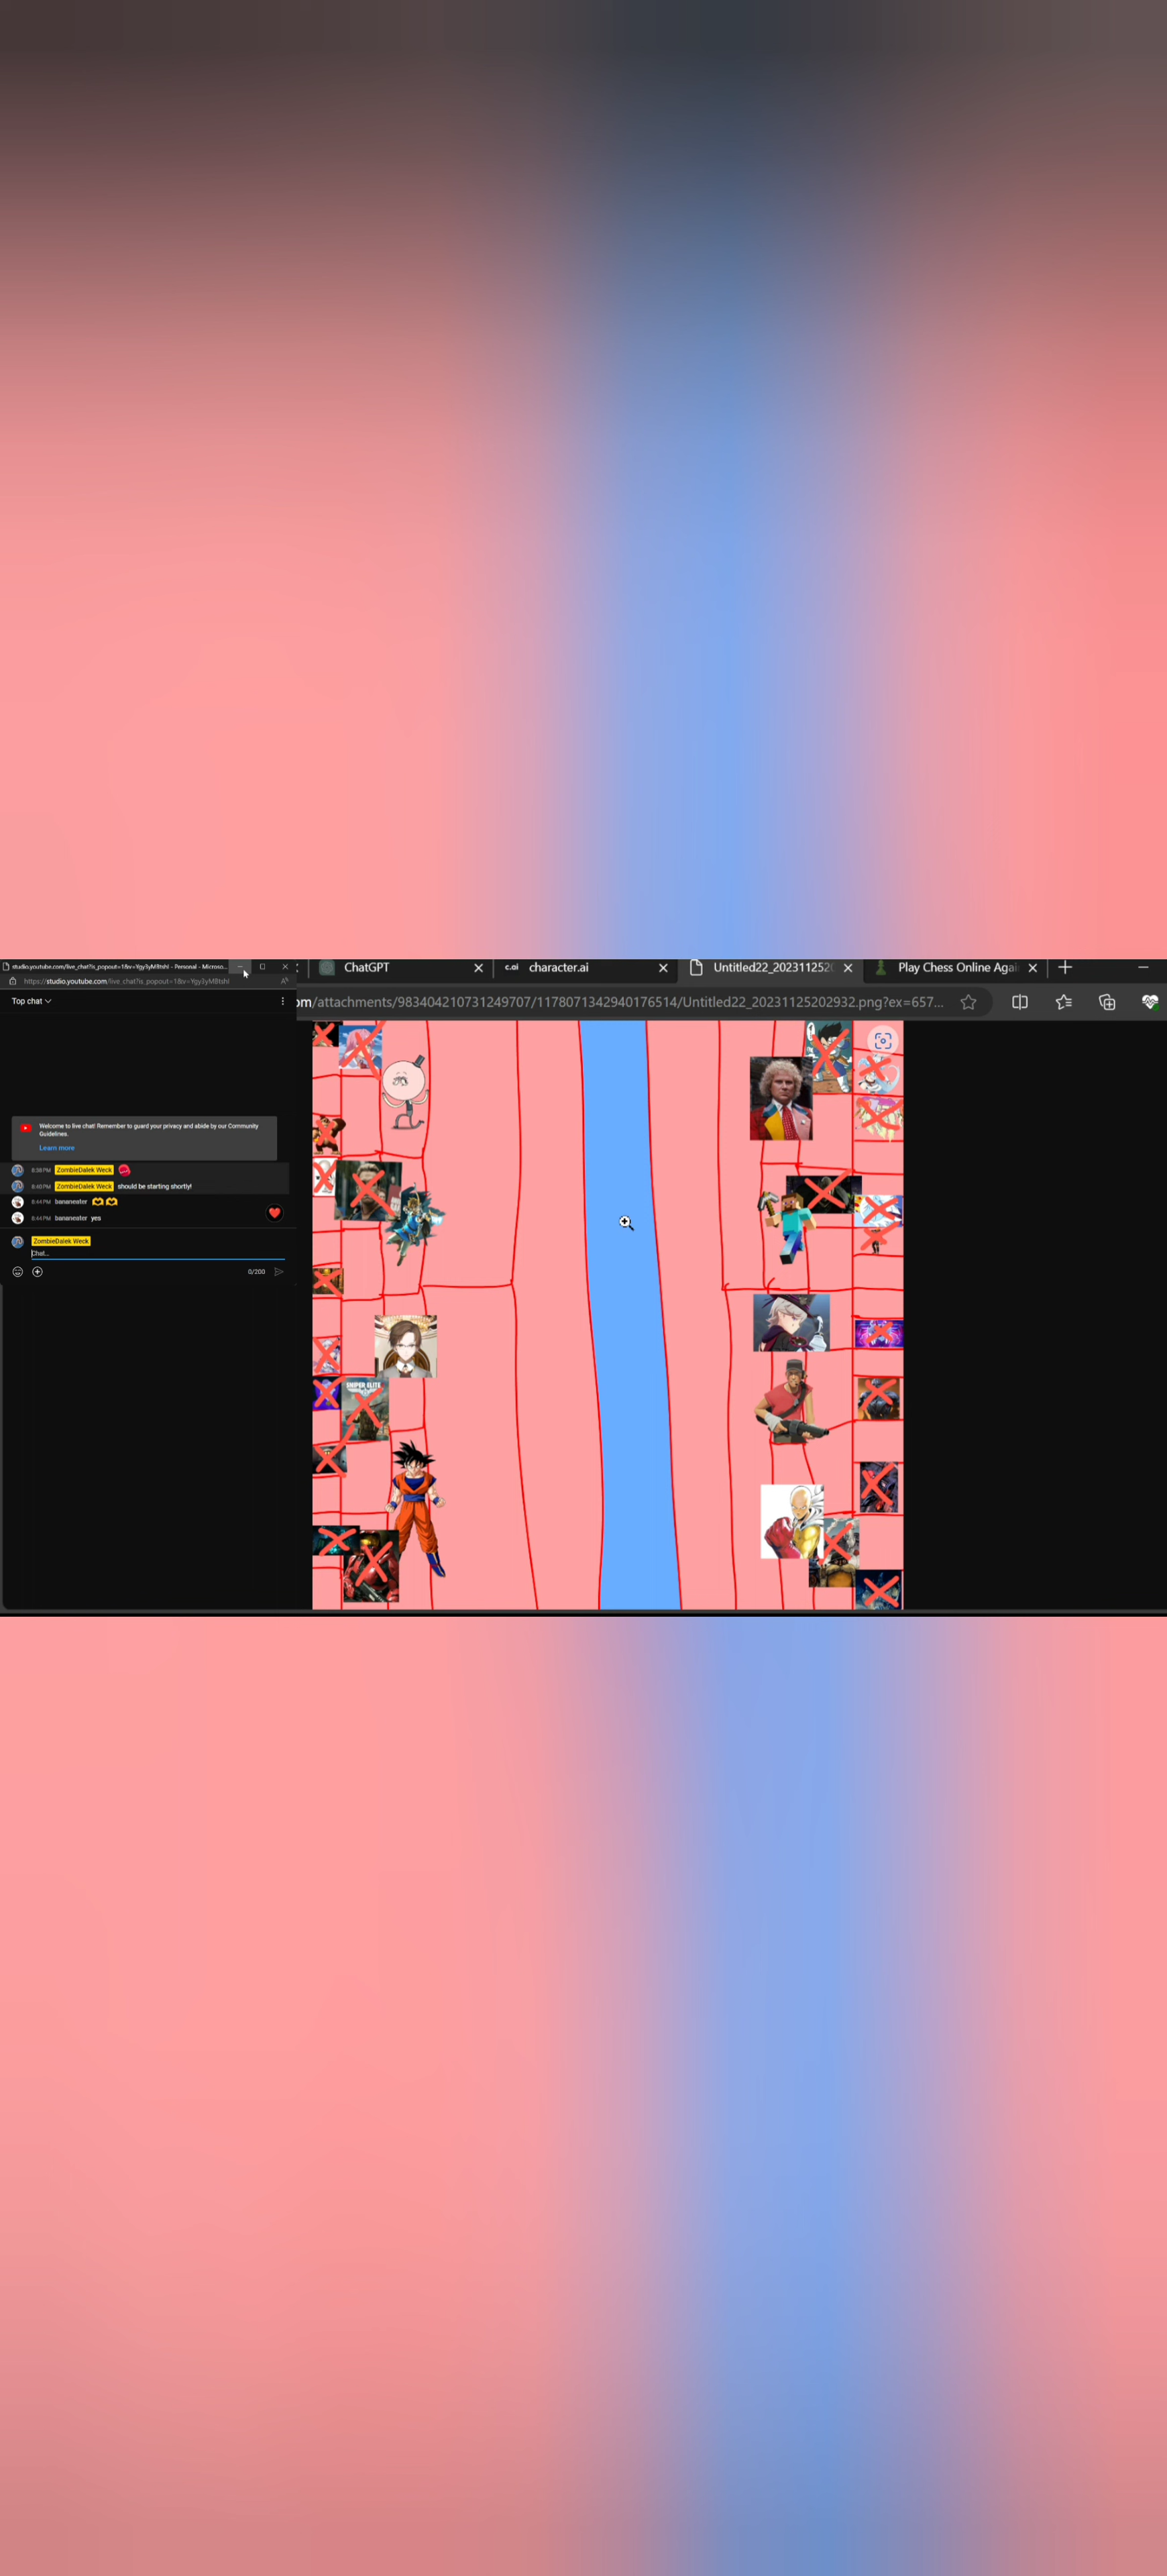 studio.youtube.com/live_chat?is_popout=1&v=Ygy3yMBtshI - Personal - Microso...
https://studio.youtube.com/live_chat?is_popout=1&v=Ygy3yMBtshI
ChatGPT
c.ai character.ai
Untitled22_2023112520
Play Chess Online Agai
om/attachments/983404210731249707/1178071342940176514/Untitled22_20231125202932.png?ex=657...
Top chat
Welcome to live chat! Remember to guard your privacy and abide by our Community
Guidelines.
Learn more
8:38 PM ZombieDalek Weck
8:40 PM ZombieDalek Weck should be starting shortly!
8:44 PM bananeater
8:44 PM bananeater yes
ZombieDalek Weck
Chat...
0/200
SNIPER ELITE